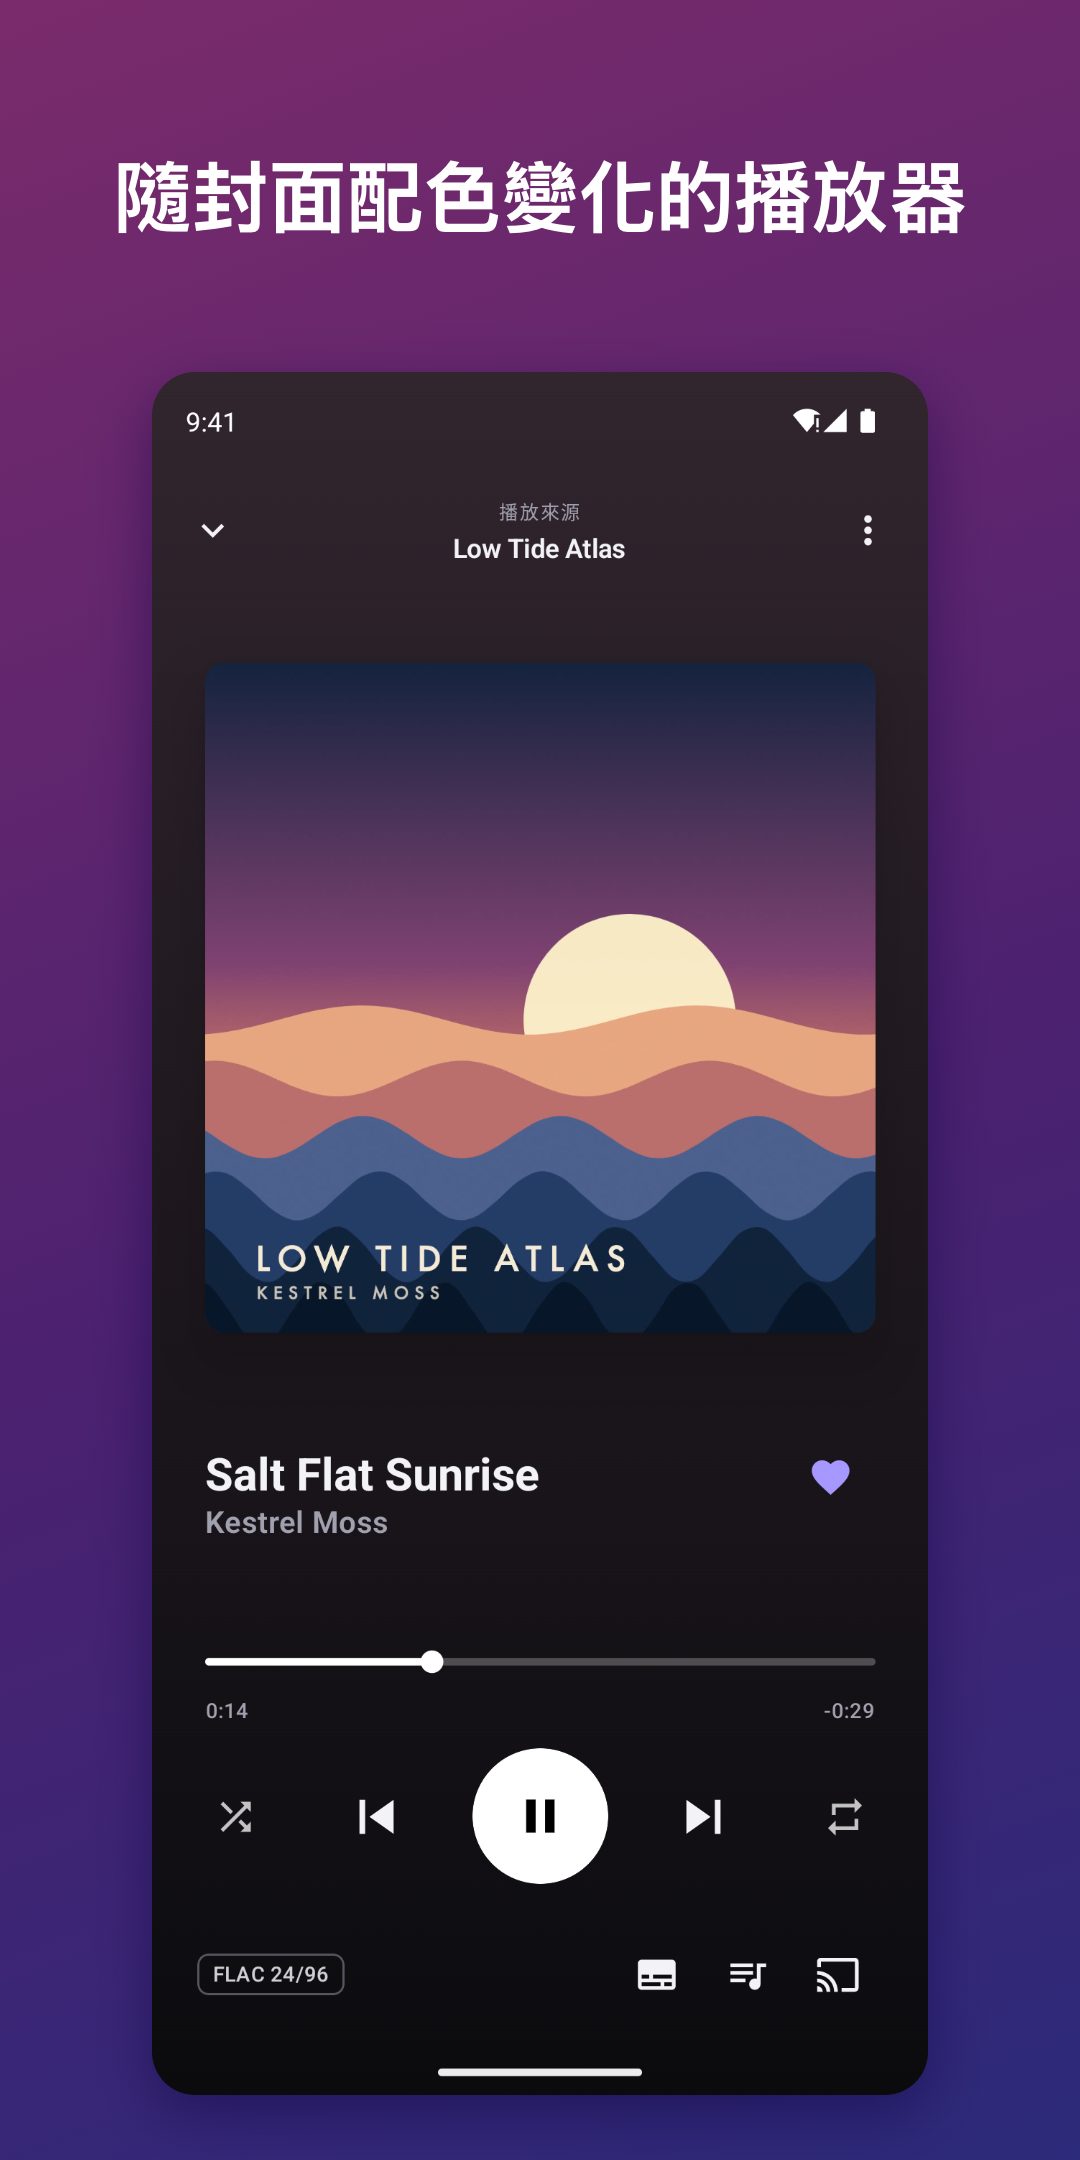 隨封面配色變化的播放器
9:41
播放來源
Low Tide Atlas
LOW TIDE ATLAS
KESTREL MOSS
Salt Flat Sunrise
Kestrel Moss
0:14
-0:29
FLAC 24/96